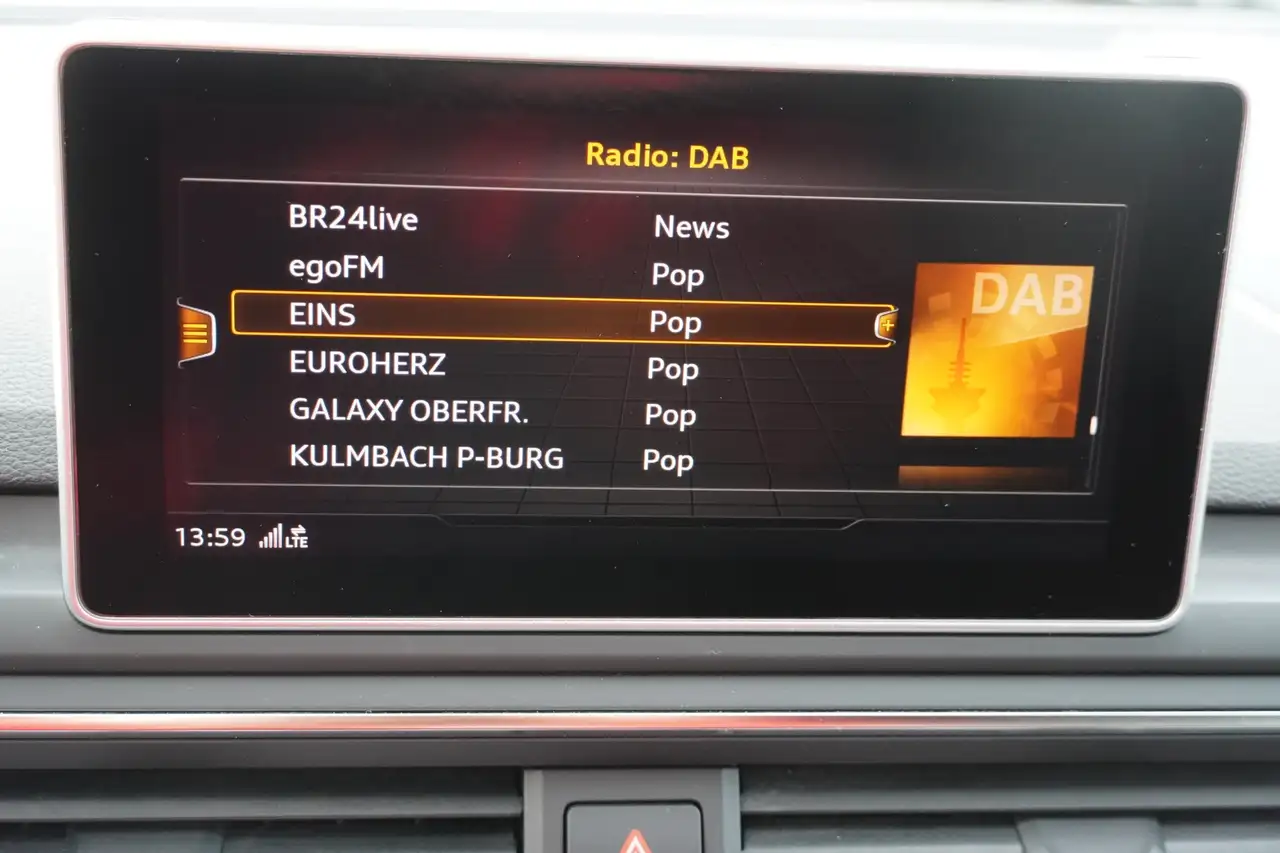 Radio: DAB
BR24live News
egoFM Pop
EINS Pop
EUROHERZ Pop
GALAXY OBERFR. Pop
KULMBACH P-BURG Pop
DAB
13:59 LTE